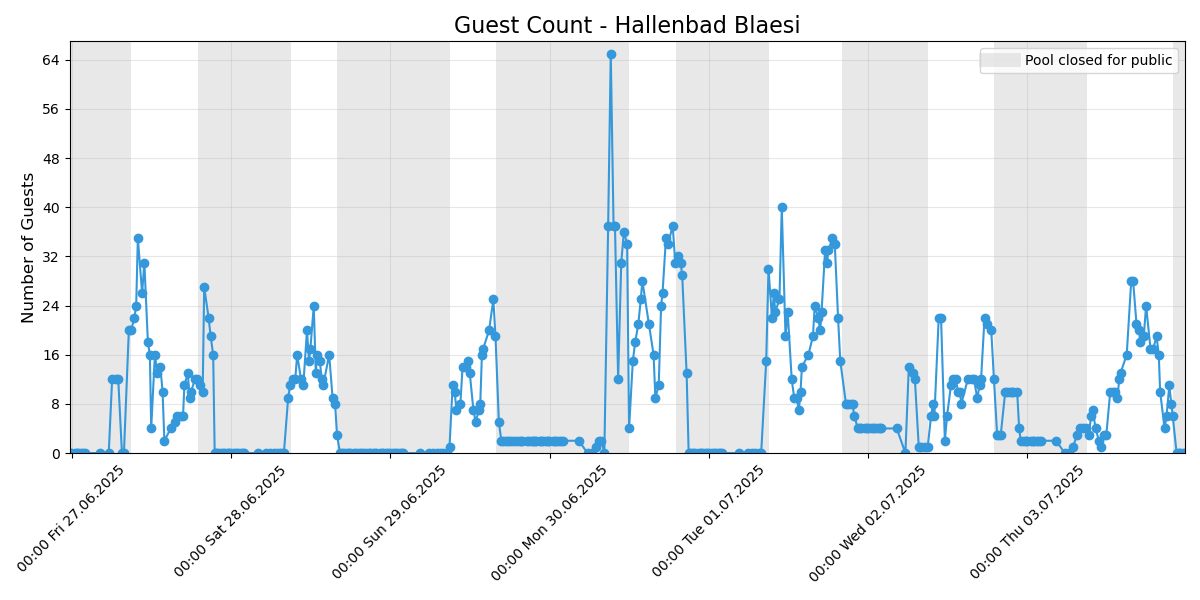 Guest Count - Hallenbad Blaesi
Pool closed for public
Number of Guests
64
56
48
40
32
24
16
8
0
00:00 Fri 27.06.2025
00:00 Sat 28.06.2025
00:00 Sun 29.06.2025
00:00 Mon 30.06.2025
00:00 Tue 01.07.2025
00:00 Wed 02.07.2025
00:00 Thu 03.07.2025